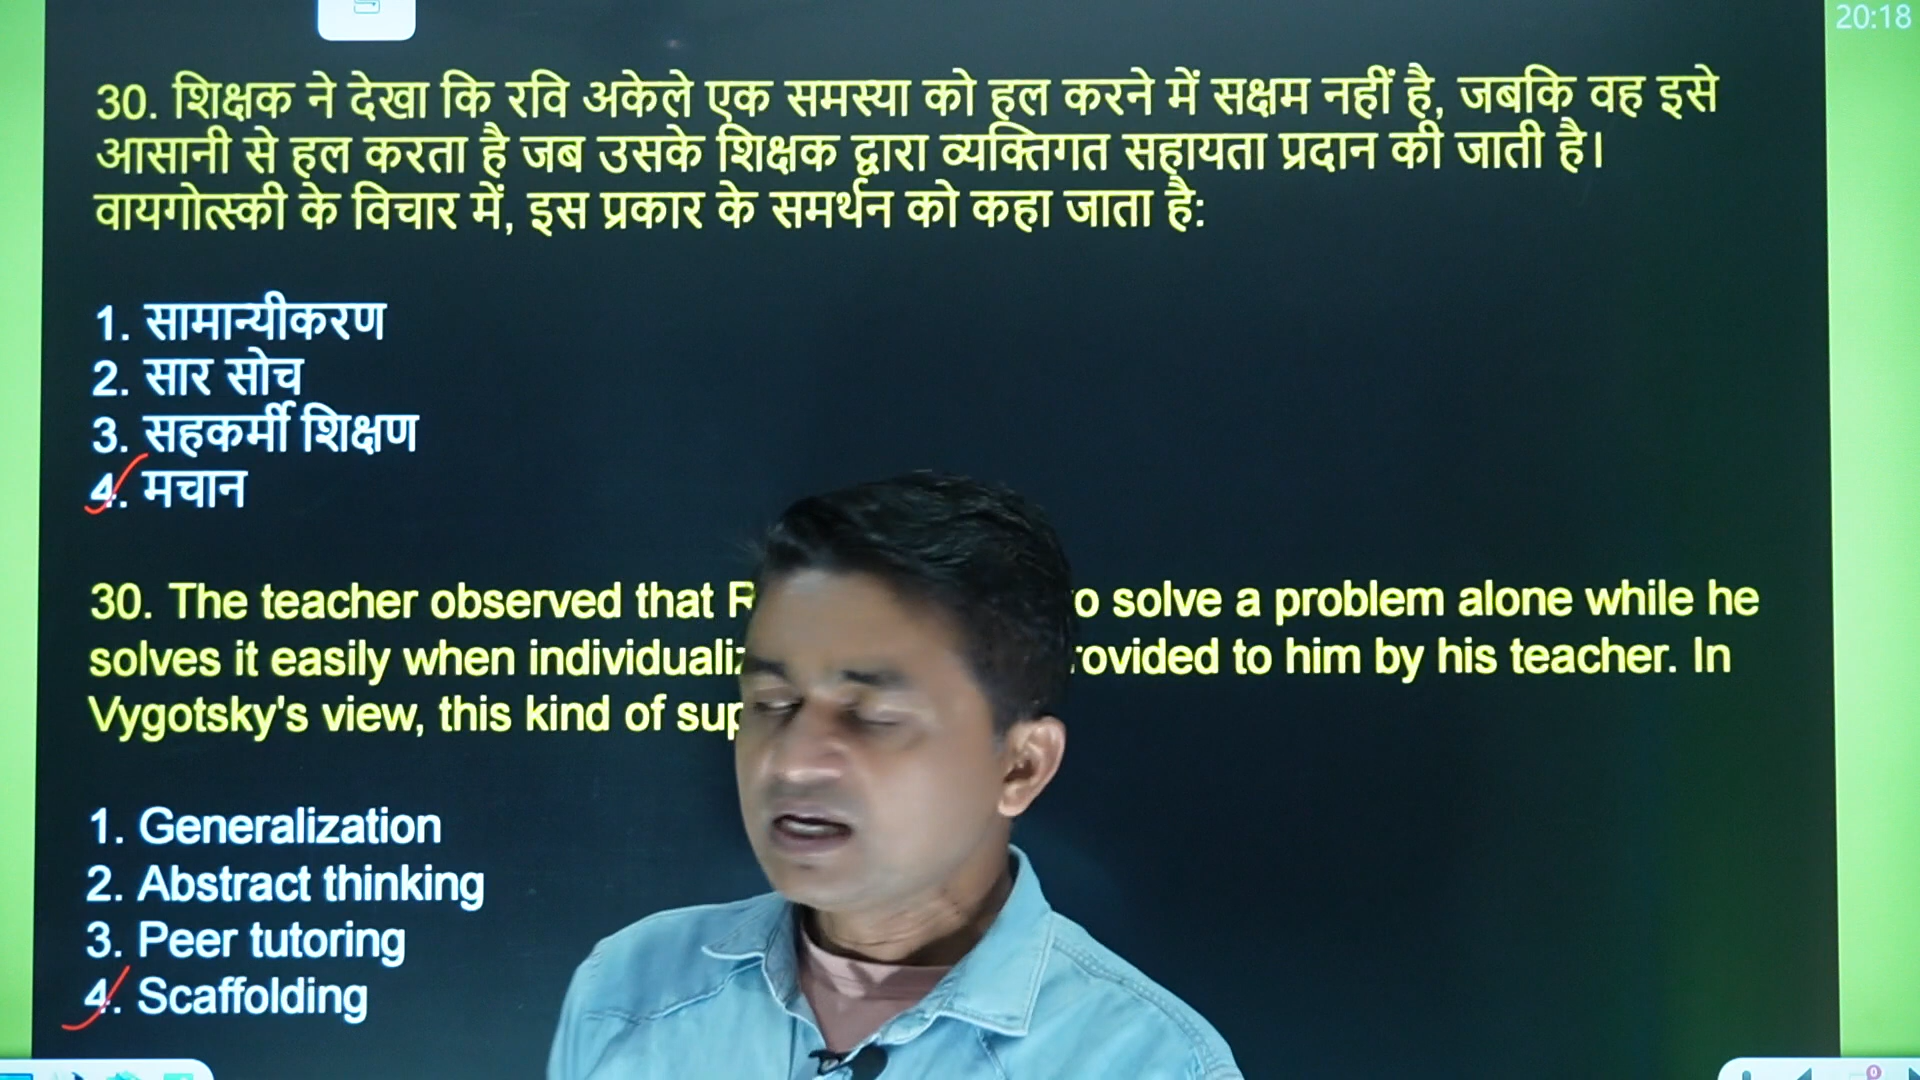 20:18
30. शिक्षक ने देखा कि रवि अकेले एक समस्या को हल करने में सक्षम नहीं है, जबकि वह इसे
आसानी से हल करता है जब उसके शिक्षक द्वारा व्यक्तिगत सहायता प्रदान की जाती है।
वायगोत्स्की के विचार में, इस प्रकार के समर्थन को कहा जाता है:
1. सामान्यीकरण
2. सार सोच
3. सहकर्मी शिक्षण
4. मचान
30. The teacher observed that solve a problem alone while he
solves it easily when to him by his teacher. In
Vygotsky's view, this kind of
1. Generalization
2. Abstract thinking
3. Peer tutoring
4. Scaffolding
0